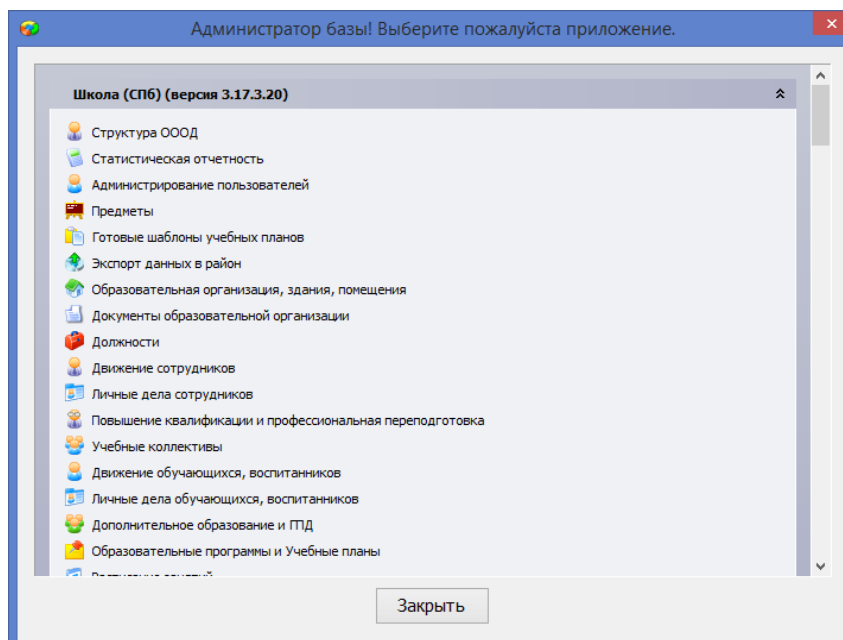 Администратор базы! Выберите пожалуйста приложение.
Школа (СПб) (версия 3.17.3.20)
Структура ОООД
Статистическая отчетность
Администрирование пользователей
Предметы
Готовые шаблоны учебных планов
Экспорт данных в район
Образовательная организация, здания, помещения
Документы образовательной организации
Должности
Движение сотрудников
Личные дела сотрудников
Повышение квалификации и профессиональная переподготовка
Учебные коллективы
Движение обучающихся, воспитанников
Личные дела обучающихся, воспитанников
Дополнительное образование и ГПД
Образовательные программы и Учебные планы
Расписание занятий
Закрыть